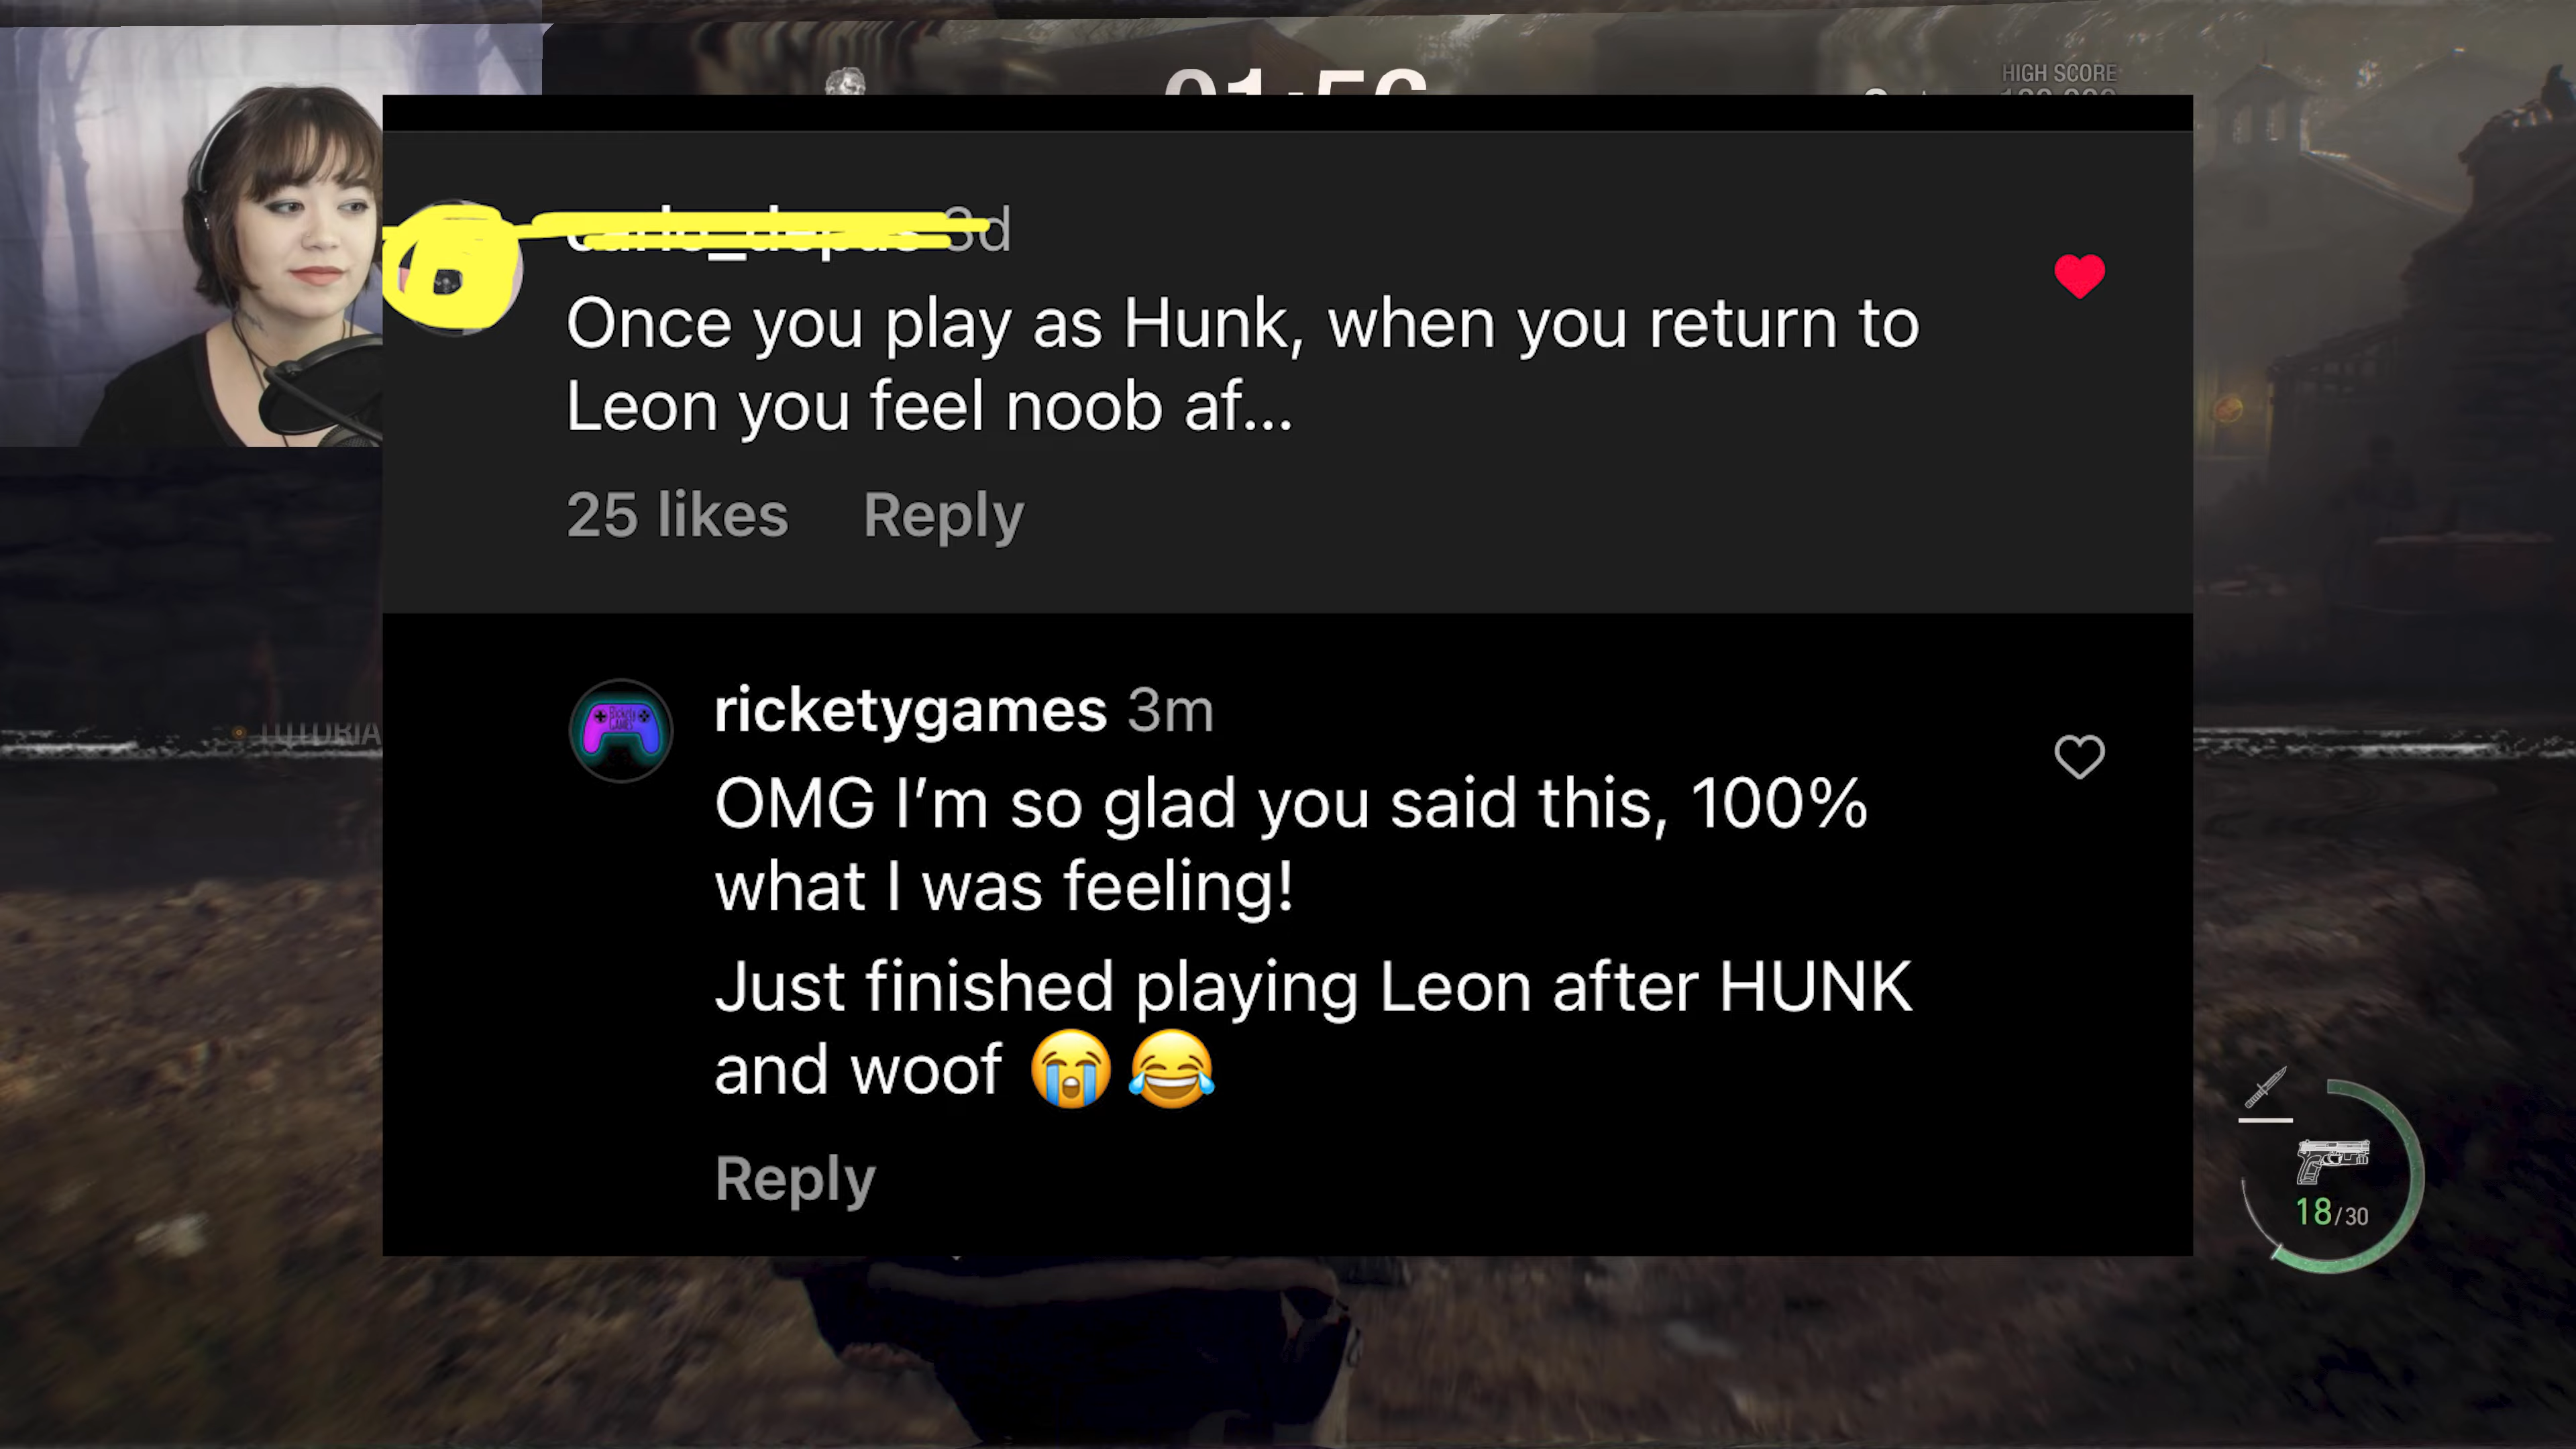 HIGH SCORE
3d
Once you play as Hunk, when you return to
Leon you feel noob af...
25 likes Reply
ricketygames 3m
OMG I'm so glad you said this, 100%
what I was feeling!
Just finished playing Leon after HUNK
and woof 😭 😂
Reply
18/30